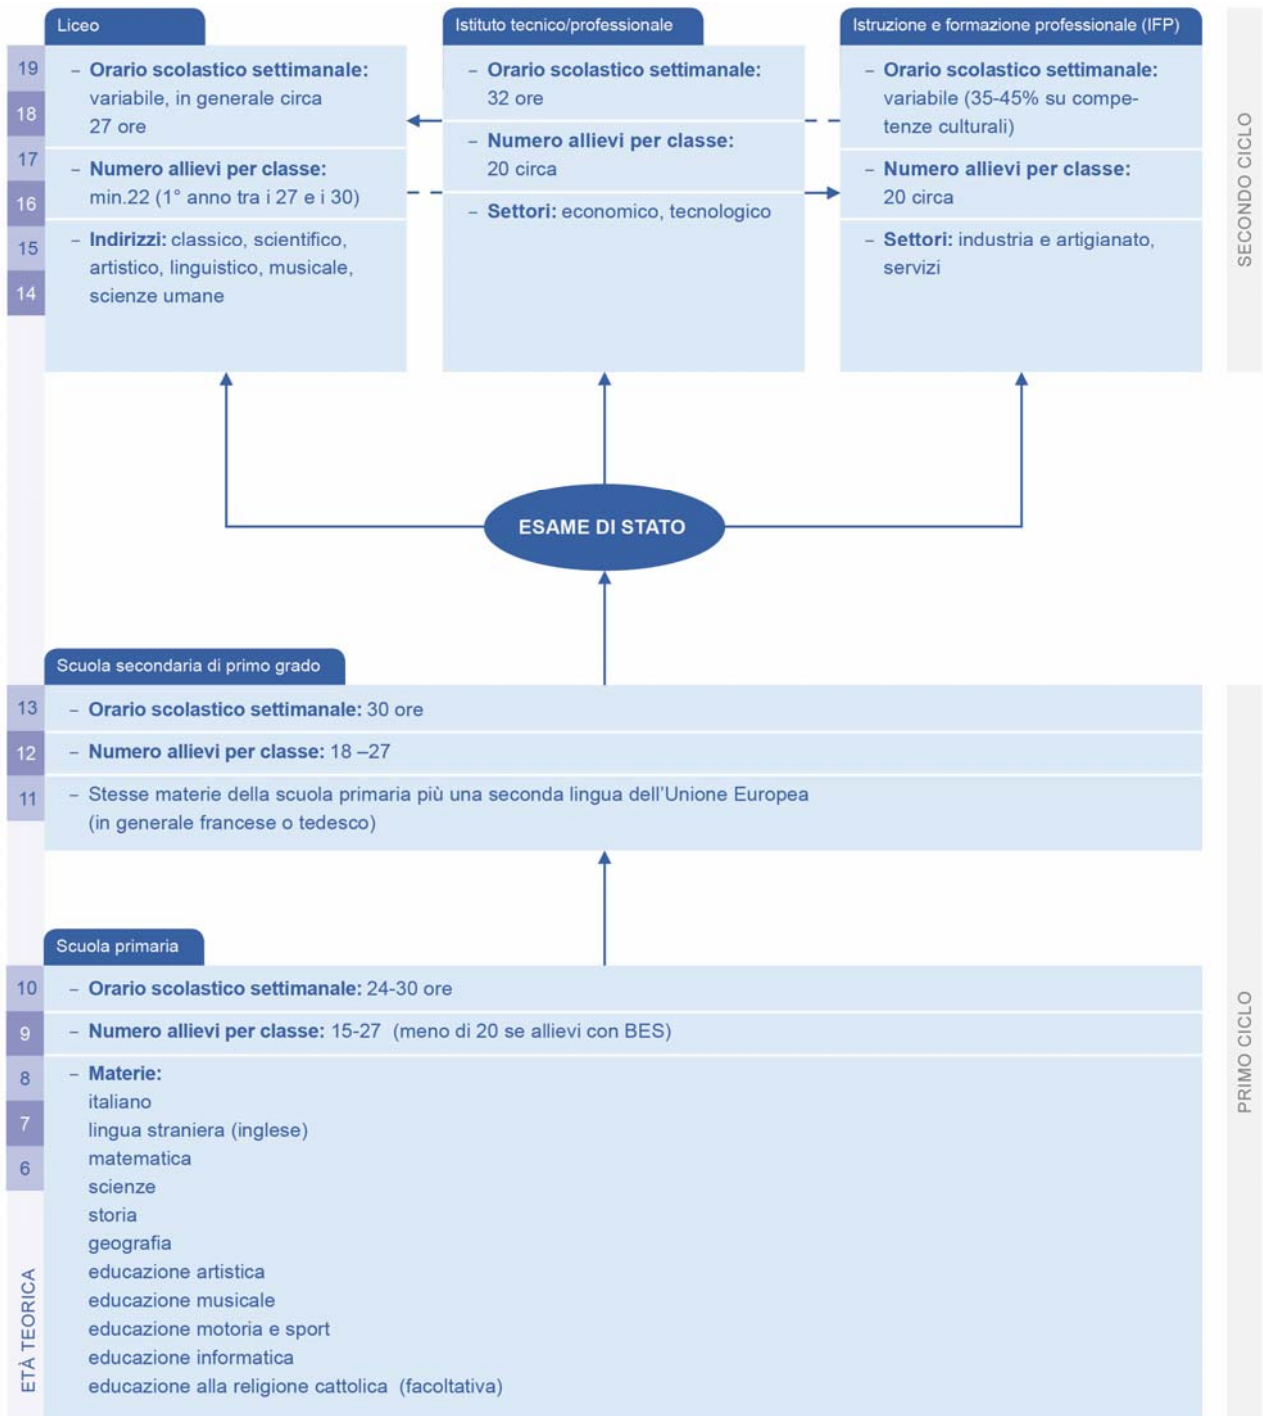 Liceo
Istituto tecnico/professionale
Istruzione e formazione professionale (IFP)
19
18
17
16
15
14
– Orario scolastico settimanale:
variabile, in generale circa
27 ore
– Numero allievi per classe:
min.22 (1° anno tra i 27 e i 30)
– Indirizzi: classico, scientifico,
artistico, linguistico, musicale,
scienze umane
– Orario scolastico settimanale:
32 ore
– Numero allievi per classe:
20 circa
– Settori: economico, tecnologico
– Orario scolastico settimanale:
variabile (35-45% su compe-
tenze culturali)
– Numero allievi per classe:
20 circa
– Settori: industria e artigianato,
servizi
SECONDO CICLO
ESAME DI STATO
Scuola secondaria di primo grado
13
12
11
– Orario scolastico settimanale: 30 ore
– Numero allievi per classe: 18 –27
– Stesse materie della scuola primaria più una seconda lingua dell’Unione Europea
(in generale francese o tedesco)
Scuola primaria
10
9
8
7
6
– Orario scolastico settimanale: 24-30 ore
– Numero allievi per classe: 15-27 (meno di 20 se allievi con BES)
– Materie:
italiano
lingua straniera (inglese)
matematica
scienze
storia
geografia
educazione artistica
educazione musicale
educazione motoria e sport
educazione informatica
educazione alla religione cattolica (facoltativa)
PRIMO CICLO
ETÀ TEORICA